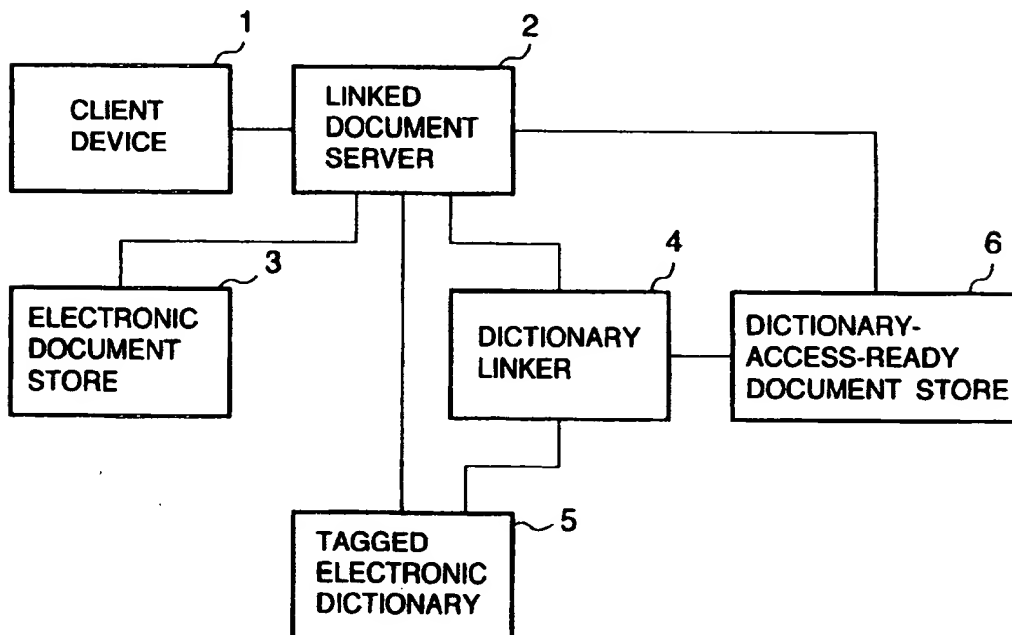 1
CLIENT
DEVICE
2
LINKED
DOCUMENT
SERVER
3
ELECTRONIC
DOCUMENT
STORE
4
DICTIONARY
LINKER
6
DICTIONARY-
ACCESS-READY
DOCUMENT STORE
5
TAGGED
ELECTRONIC
DICTIONARY